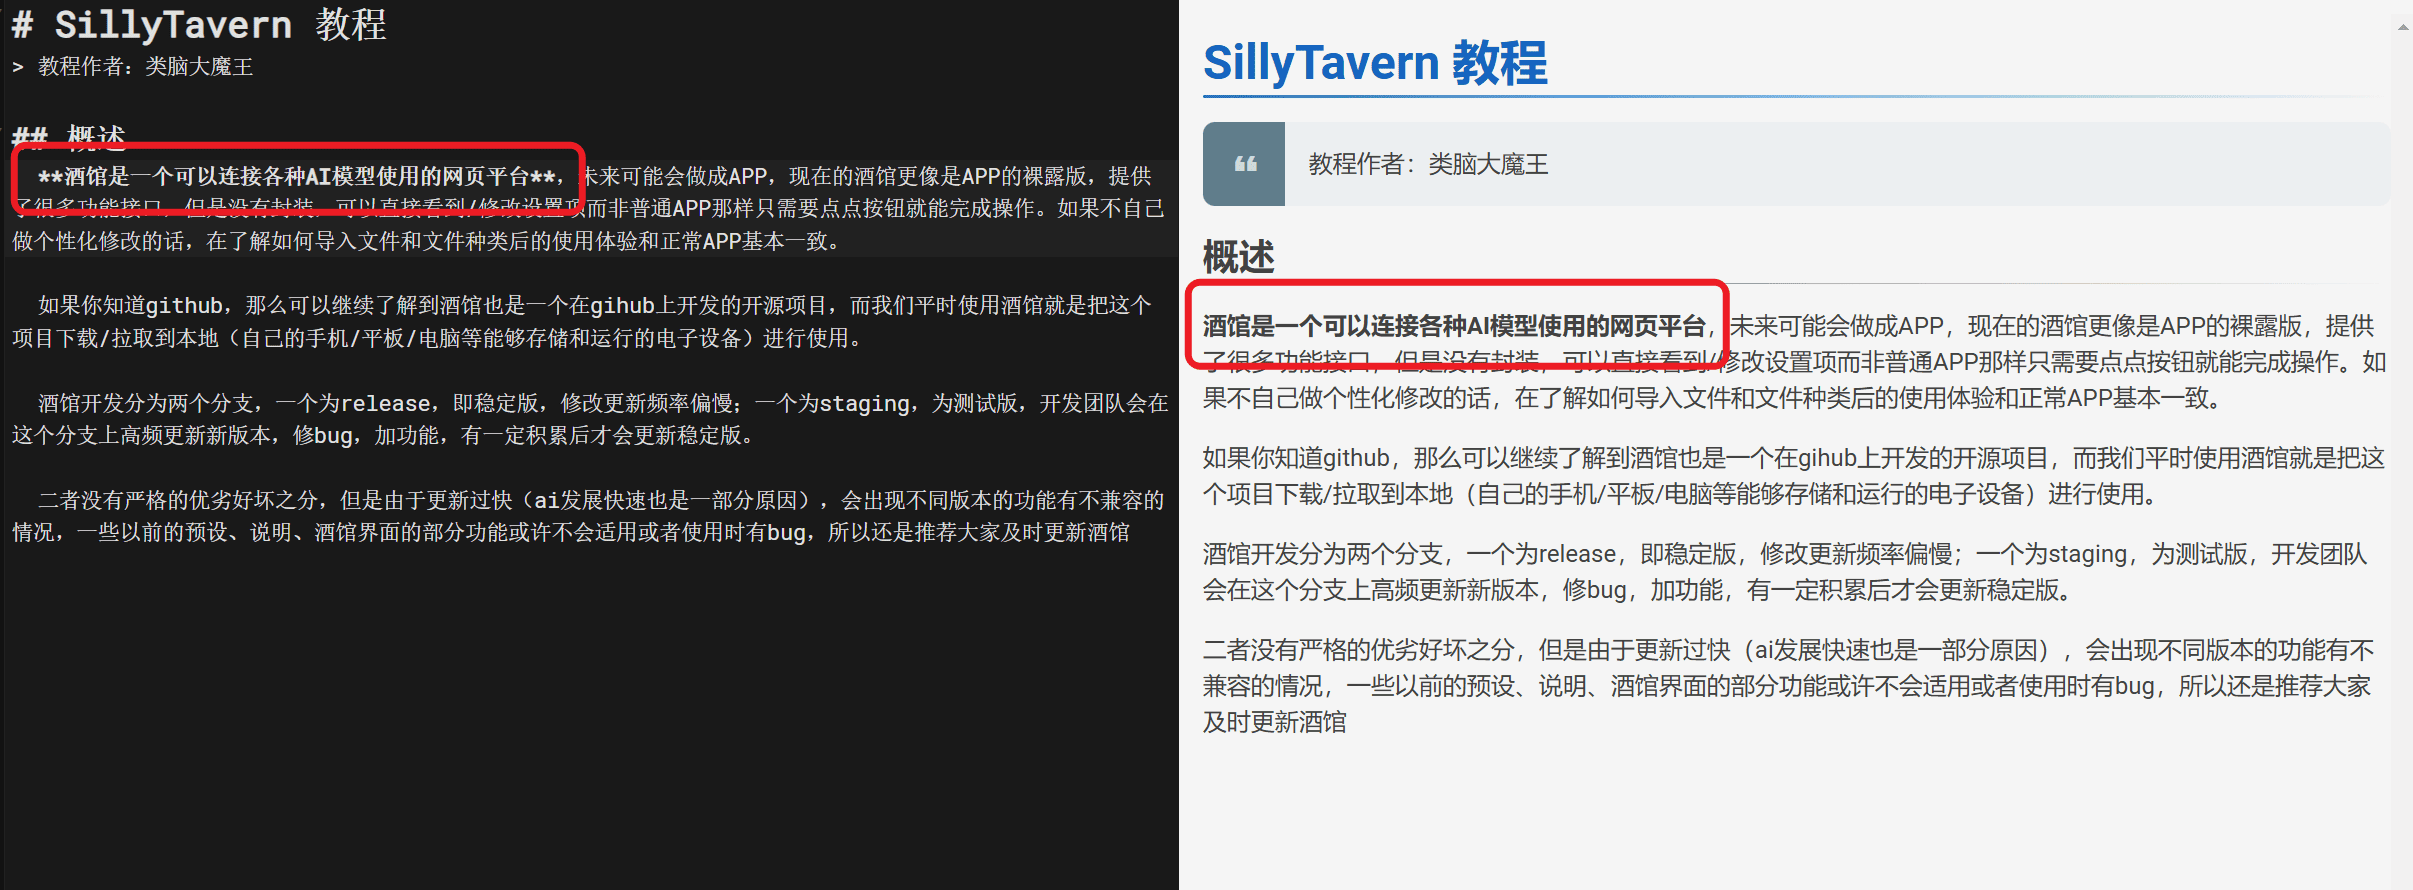 # SillyTavern 教程
> 教程作者：类脑大魔王
## 概述
**酒馆是一个可以连接各种AI模型使用的网页平台**，未来可能会做成APP，现在的酒馆更像是APP的裸露版，提供
了很多功能接口，但是没有封装，可以直接看到/修改设置项而非普通APP那样只需要点点按钮就能完成操作。如果不自己
做个性化修改的话，在了解如何导入文件和文件种类后的使用体验和正常APP基本一致。
如果你知道github，那么可以继续了解到酒馆也是一个在gihub上开发的开源项目，而我们平时使用酒馆就是把这个
项目下载/拉取到本地（自己的手机/平板/电脑等能够存储和运行的电子设备）进行使用。
酒馆开发分为两个分支，一个为release，即稳定版，修改更新频率偏慢；一个为staging，为测试版，开发团队会在
这个分支上高频更新新版本，修bug，加功能，有一定积累后才会更新稳定版。
二者没有严格的优劣好坏之分，但是由于更新过快（ai发展快速也是一部分原因），会出现不同版本的功能有不兼容的
情况，一些以前的预设、说明、酒馆界面的部分功能或许不会适用或者使用时有bug，所以还是推荐大家及时更新酒馆
SillyTavern 教程
❝ 教程作者：类脑大魔王
概述
酒馆是一个可以连接各种AI模型使用的网页平台，未来可能会做成APP，现在的酒馆更像是APP的裸露版，提供
了很多功能接口，但是没有封装，可以直接看到/修改设置项而非普通APP那样只需要点点按钮就能完成操作。如
果不自己做个性化修改的话，在了解如何导入文件和文件种类后的使用体验和正常APP基本一致。
如果你知道github，那么可以继续了解到酒馆也是一个在gihub上开发的开源项目，而我们平时使用酒馆就是把这
个项目下载/拉取到本地（自己的手机/平板/电脑等能够存储和运行的电子设备）进行使用。
酒馆开发分为两个分支，一个为release，即稳定版，修改更新频率偏慢；一个为staging，为测试版，开发团队
会在这个分支上高频更新新版本，修bug，加功能，有一定积累后才会更新稳定版。
二者没有严格的优劣好坏之分，但是由于更新过快（ai发展快速也是一部分原因），会出现不同版本的功能有不
兼容的情况，一些以前的预设、说明、酒馆界面的部分功能或许不会适用或者使用时有bug，所以还是推荐大家
及时更新酒馆